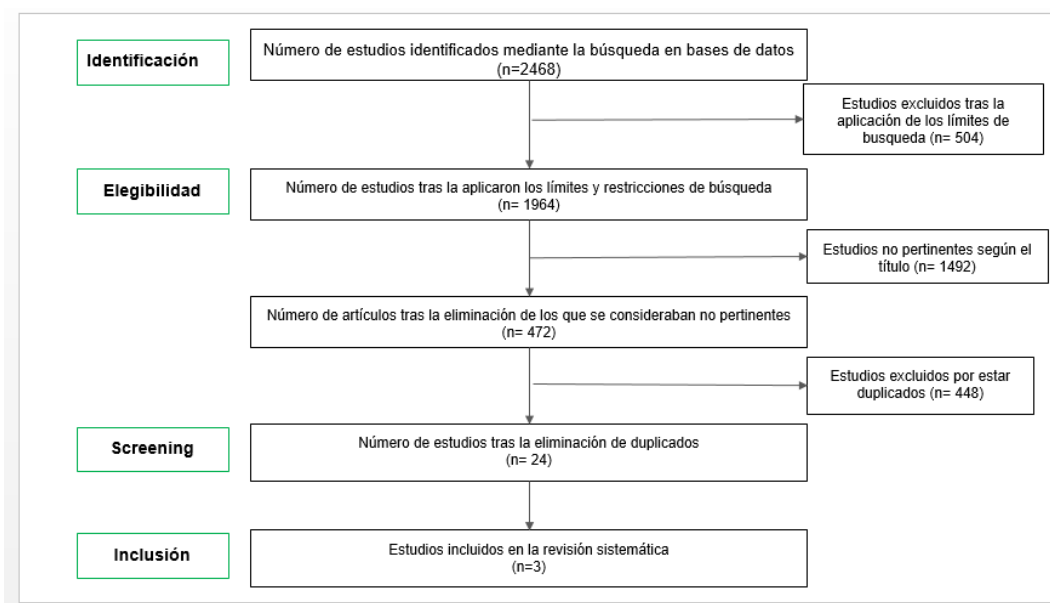 Identificación
Número de estudios identificados mediante la búsqueda en bases de datos
(n=2468)
Estudios excluidos tras la
aplicación de los límites de
busqueda (n= 504)
Elegibilidad
Número de estudios tras la aplicaron los límites y restricciones de búsqueda
(n= 1964)
Estudios no pertinentes según el
título (n= 1492)
Número de artículos tras la eliminación de los que se consideraban no pertinentes
(n= 472)
Estudios excluidos por estar
duplicados (n= 448)
Screening
Número de estudios tras la eliminación de duplicados
(n= 24)
Inclusión
Estudios incluidos en la revisión sistemática
(n=3)